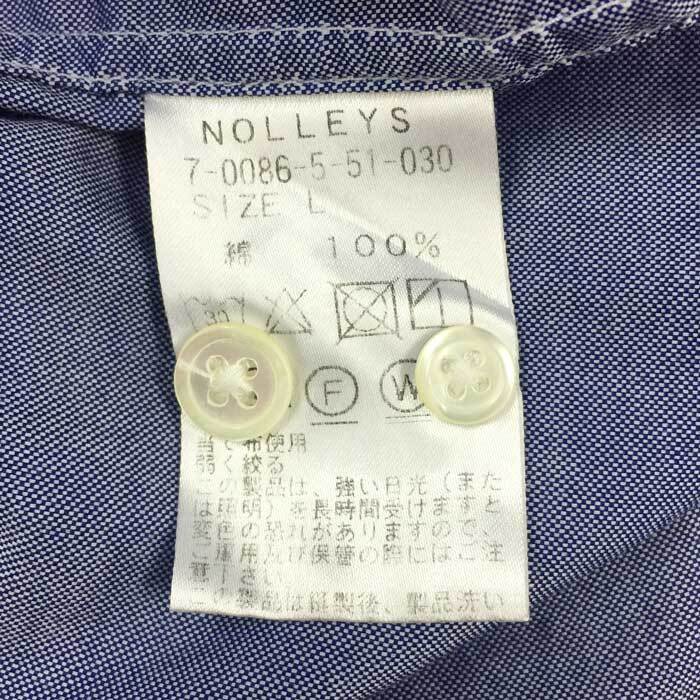 NOLLEYS
7-0086-5-51-030
SIZE L
綿 100%
30
F W
当て布使用
弱く絞る
この製品は、強い日光(また
は照明)を長時間受けますと、
変色の恐れがありますので、
ご着用及び保管の際にはご注
意下さい。
この製品は縫製後、製品洗い